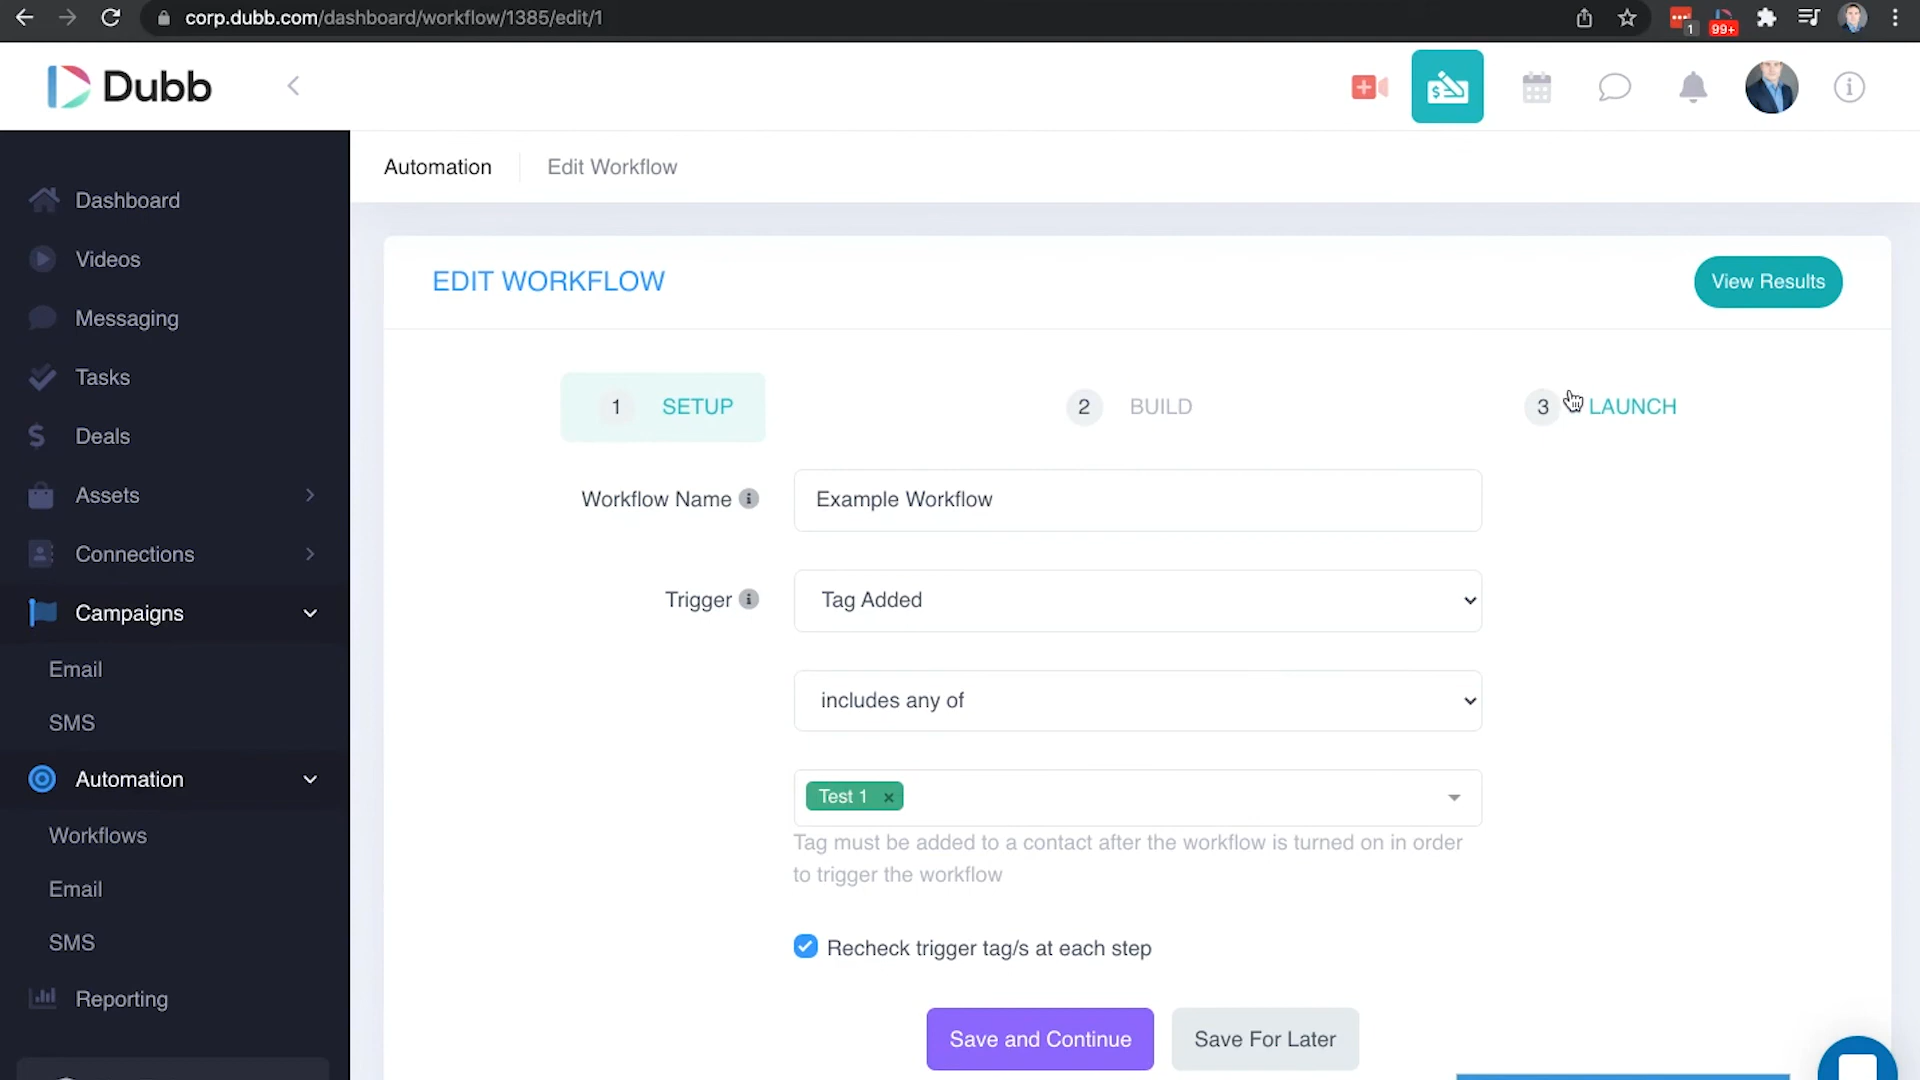 corp.dubb.com/dashboard/workflow/1385/edit/1
1
99+
Dubb
Automation
Edit Workflow
Dashboard
Videos
Messaging
Tasks
Deals
Assets
Connections
Campaigns
Email
SMS
Automation
Workflows
Email
SMS
Reporting
EDIT WORKFLOW
View Results
1 SETUP
2 BUILD
3 LAUNCH
Workflow Name
Example Workflow
Trigger
Tag Added
includes any of
Test 1 ×
Tag must be added to a contact after the workflow is turned on in order
to trigger the workflow
Recheck trigger tag/s at each step
Save and Continue
Save For Later